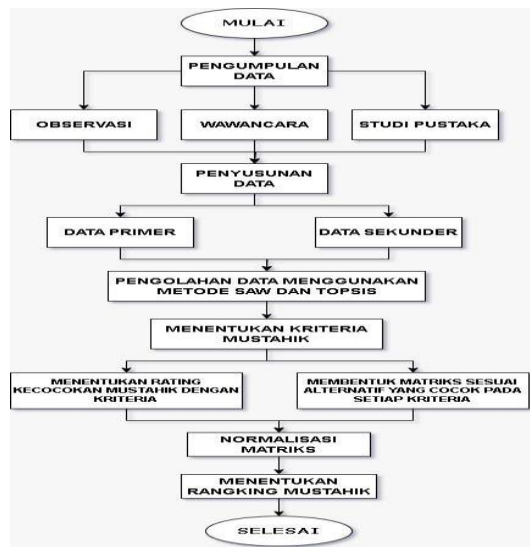 MULAI
PENGUMPULAN
DATA
OBSERVASI
WAWANCARA
STUDI PUSTAKA
PENYUSUNAN
DATA
DATA PRIMER
DATA SEKUNDER
PENGOLAHAN DATA MENGGUNAKAN
METODE SAW DAN TOPSIS
MENENTUKAN KRITERIA
MUSTAHIK
MENENTUKAN RATING
KECOCOKAN MUSTAHIK DENGAN
KRITERIA
MEMBENTUK MATRIKS SESUAI
ALTERNATIF YANG COCOK PADA
SETIAP KRITERIA
NORMALISASI
MATRIKS
MENENTUKAN
RANGKING MUSTAHIK
SELESAI